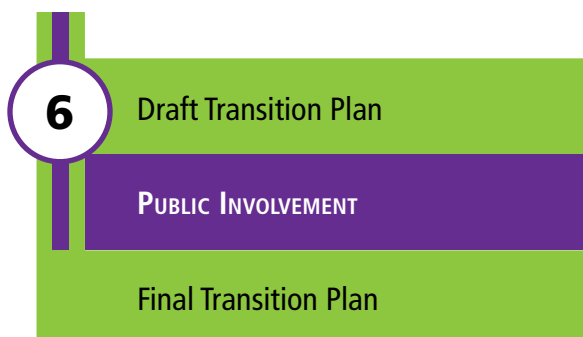 6
Draft Transition Plan
PUBLIC INVOLVEMENT
Final Transition Plan